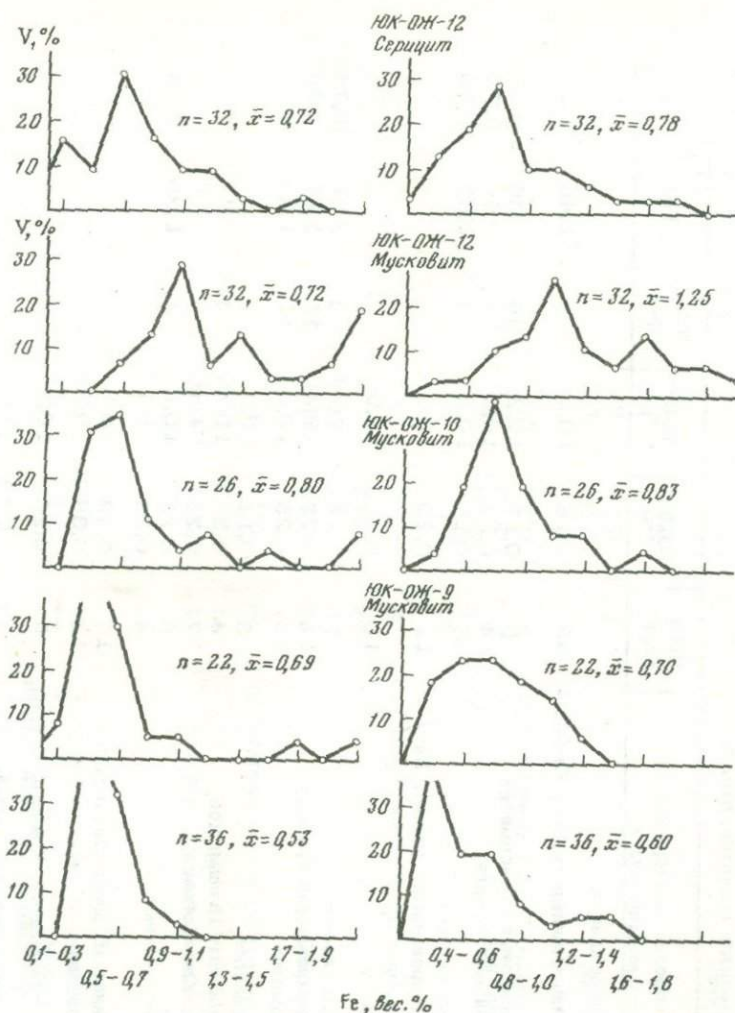 V, %
30
20
10
n=32, x̄=0,72
ЮК-ОЖ-12
Серицит
30
20
10
n=32, x̄=0,78
V, %
20
10
n=32, x̄=0,72
ЮК-ОЖ-12
Мусковит
20
10
n=32, x̄=1,25
30
20
10
n=26, x̄=0,80
ЮК-ОЖ-10
Мусковит
20
10
n=26, x̄=0,83
30
20
10
n=22, x̄=0,69
ЮК-ОЖ-9
Мусковит
30
20
10
n=22, x̄=0,70
30
20
10
n=36, x̄=0,53
30
20
10
n=36, x̄=0,60
0,1-0,3 0,9-1,1 1,7-1,9
0,5-0,7 1,3-1,5
0,4-0,6 1,2-1,4
0,8-1,0 1,6-1,8
Fe, вес. %